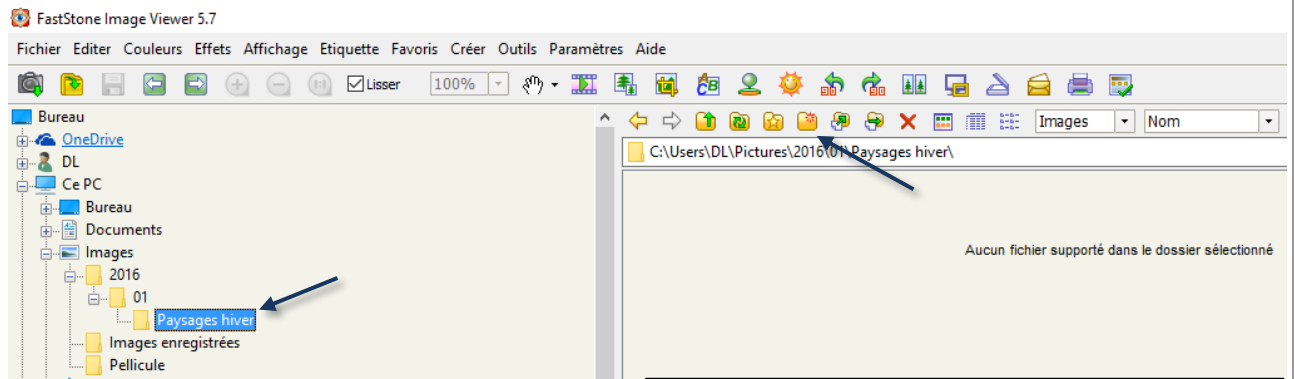 FastStone Image Viewer 5.7
Fichier Editer Couleurs Effets Affichage Etiquette Favoris Créer Outils Paramètres Aide
Lisser 100%
Bureau
OneDrive
DL
Ce PC
Bureau
Documents
Images
2016
01
Paysages hiver
Images enregistrées
Pellicule
Images Nom
C:\Users\DL\Pictures\2016\01\Paysages hiver\
Aucun fichier supporté dans le dossier sélectionné